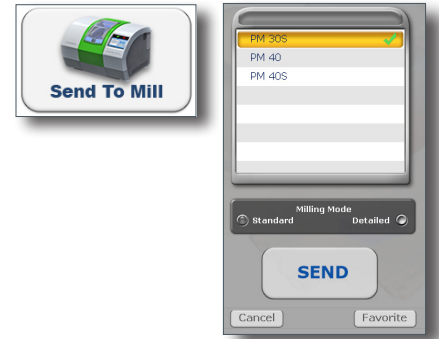 Send To Mill
PM 30S
PM 40
PM 40S
Milling Mode
Standard
Detailed
SEND
Cancel
Favorite